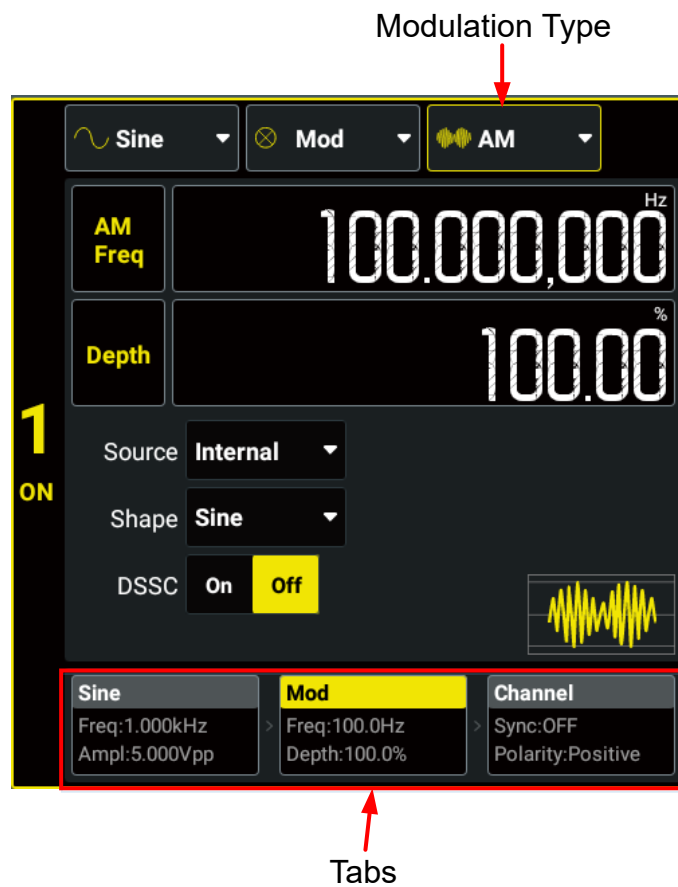 Modulation Type
Sine
Mod
AM
AM
Freq
Hz
100.000,000
Depth
%
100.00
1
ON
Source
Internal
Shape
Sine
DSSC
On
Off
Sine
Freq:1.000kHz
Ampl:5.000Vpp
>
Mod
Freq:100.0Hz
Depth:100.0%
>
Channel
Sync:OFF
Polarity:Positive
Tabs